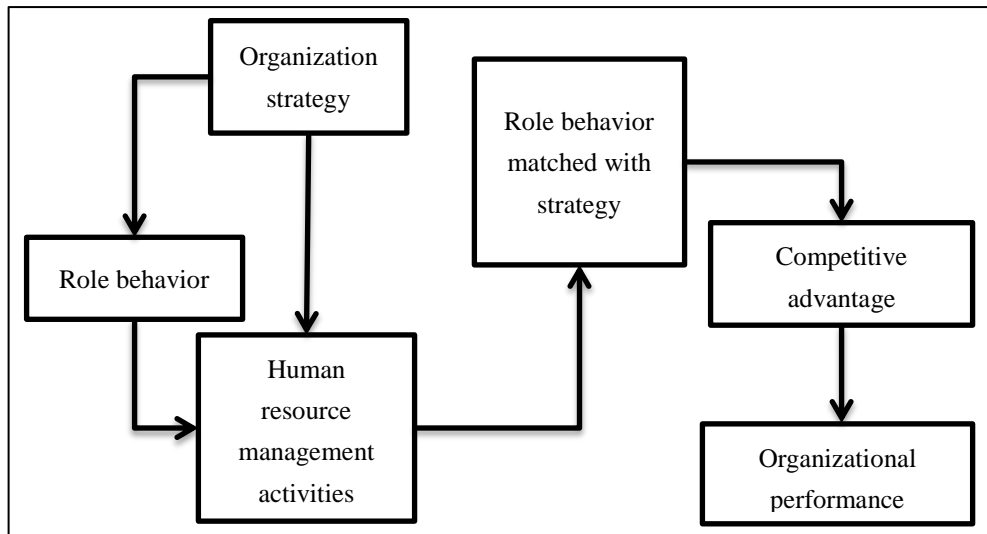 Organization
strategy
Role behavior
Human
resource
management
activities
Role behavior
matched with
strategy
Competitive
advantage
Organizational
performance